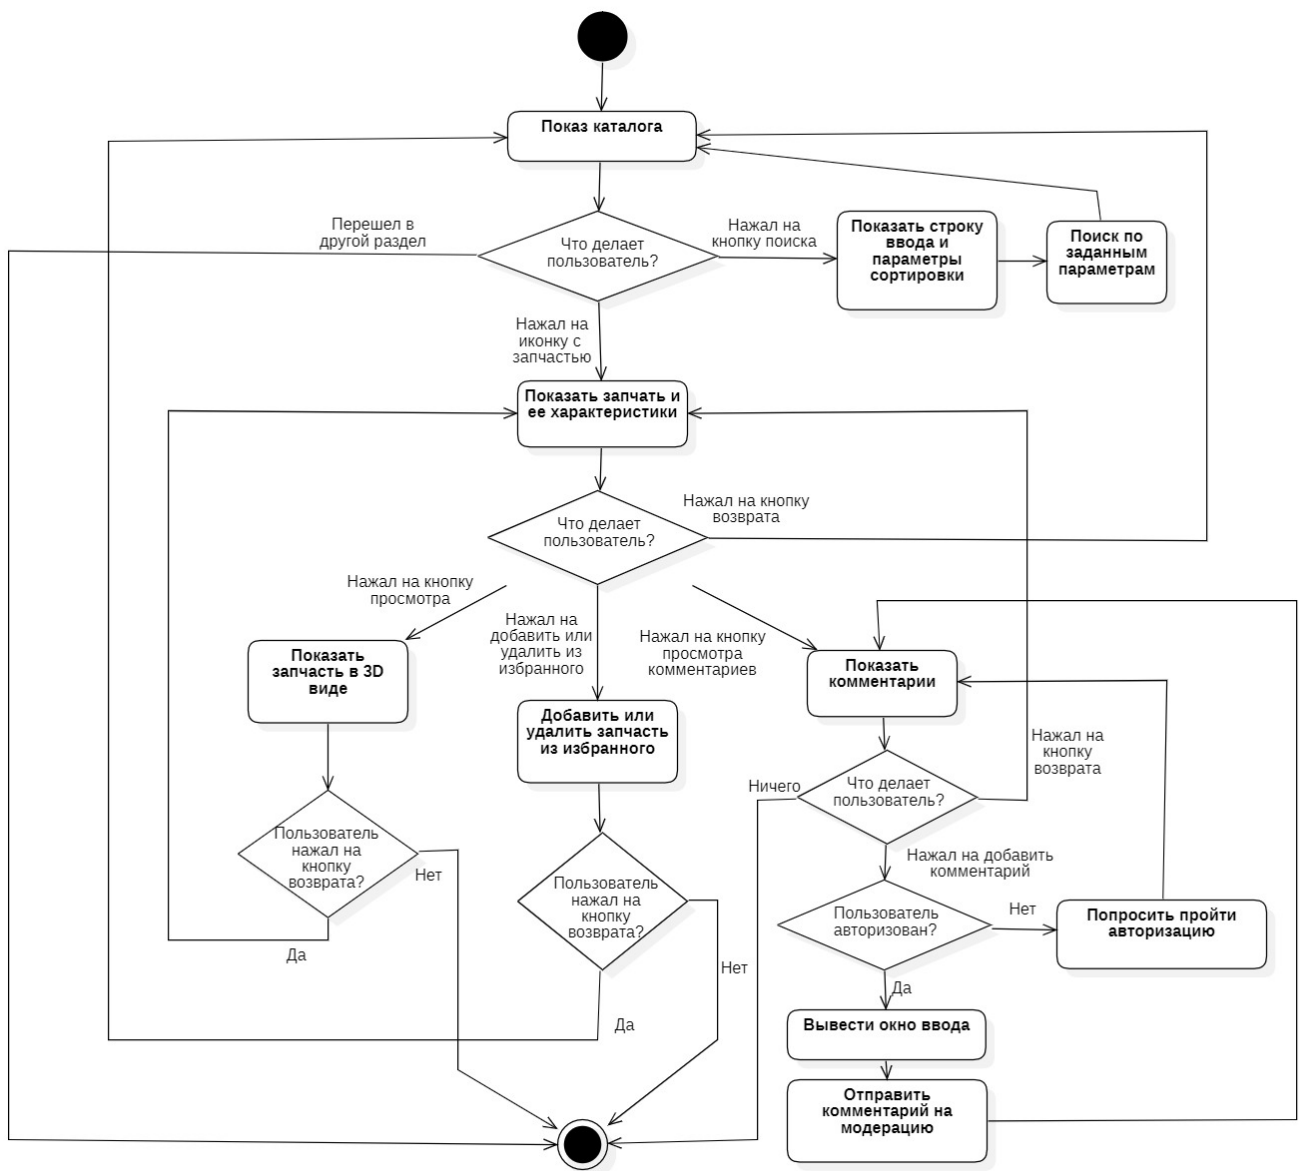 Показ каталога
Перешел в
другой раздел
Что делает
пользователь?
Нажал на
кнопку поиска
Показать строку
ввода и
параметры
сортировки
Поиск по
заданным
параметрам
Нажал на
иконку с
запчастью
Показать запчать и
ее характеристики
Что делает
пользователь?
Нажал на кнопку
возврата
Нажал на кнопку
просмотра
Нажал на
добавить или
удалить из
избранного
Нажал на кнопку
просмотра
комментариев
Показать
запчасть в 3D
виде
Добавить или
удалить запчасть
из избранного
Показать
комментарии
Нажал на
кнопку
возврата
Ничего
Что делает
пользователь?
Пользователь
нажал на
кнопку
возврата?
Нет
Да
Пользователь
нажал на
кнопку
возврата?
Нет
Да
Нажал на добавить
комментарий
Пользователь
авторизован?
Нет
Попросить пройти
авторизацию
Да
Вывести окно ввода
Отправить
комментарий на
модерацию